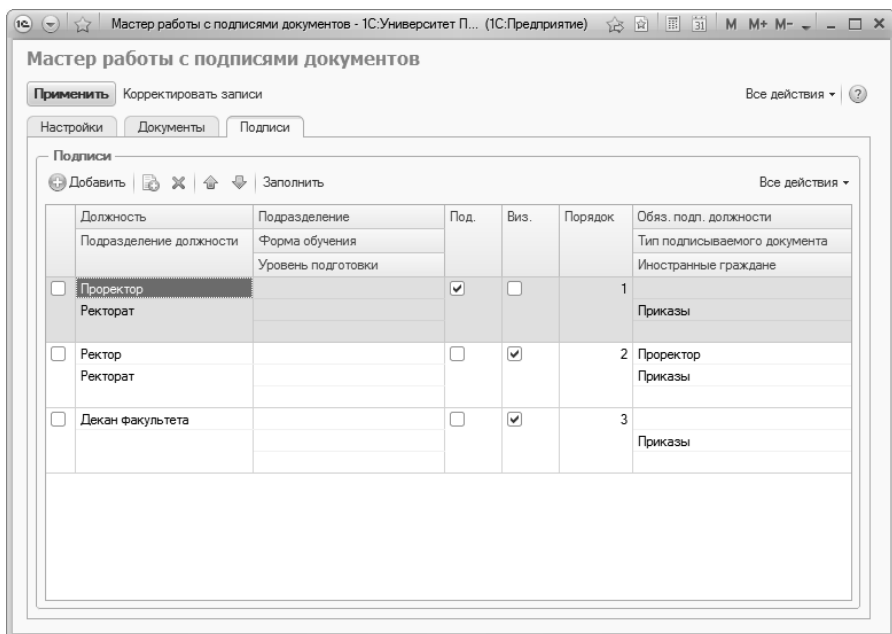 Мастер работы с подписями документов - 1С:Университет П... (1С:Предприятие) 31 M M+ M-
Мастер работы с подписями документов
Применить Корректировать записи Все действия ?
Настройки Документы Подписи
Подписи
Добавить Заполнить Все действия
Должность Подразделение Под. Виз. Порядок Обяз. подп. должности
Подразделение должности Форма обучения Тип подписываемого документа
Уровень подготовки Иностранные граждане
Проректор 1
Ректорат Приказы
Ректор 2 Проректор
Ректорат Приказы
Декан факультета 3
Приказы